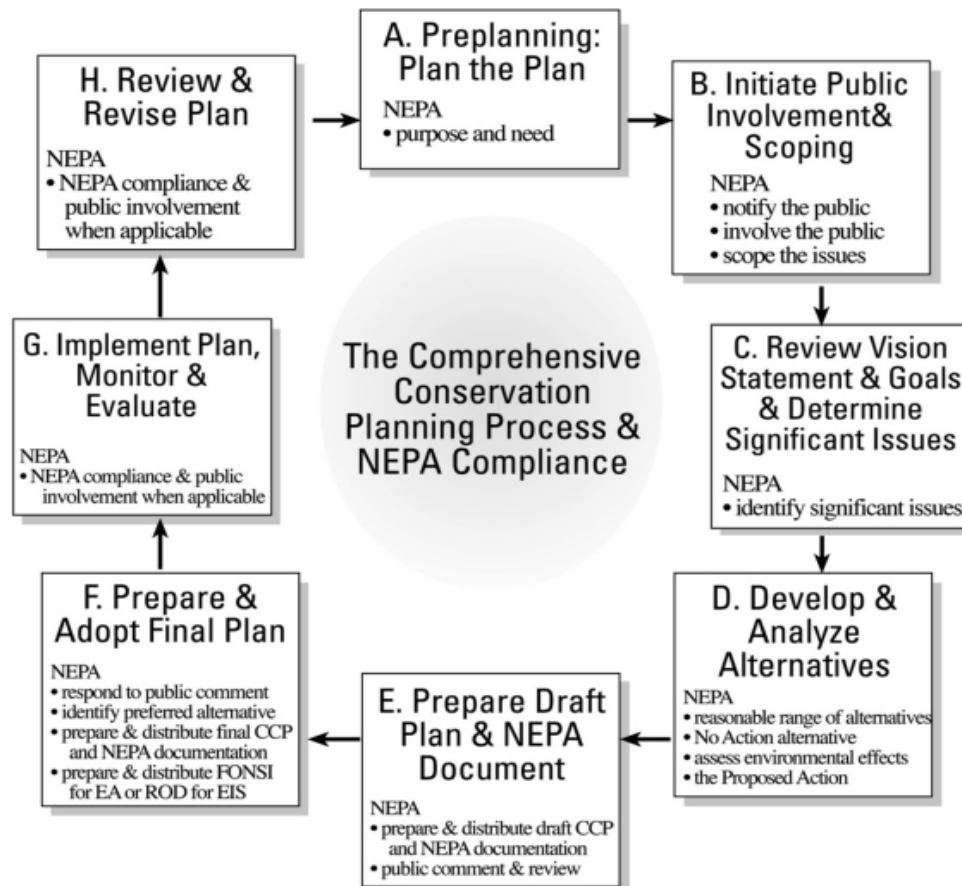 A. Preplanning:
Plan the Plan
NEPA
• purpose and need
B. Initiate Public
Involvement&
Scoping
NEPA
• notify the public
• involve the public
• scope the issues
C. Review Vision
Statement & Goals
& Determine
Significant Issues
NEPA
• identify significant issues
D. Develop &
Analyze
Alternatives
NEPA
• reasonable range of alternatives
• No Action alternative
• assess environmental effects
• the Proposed Action
E. Prepare Draft
Plan & NEPA
Document
NEPA
• prepare & distribute draft CCP
and NEPA documentation
• public comment & review
F. Prepare &
Adopt Final Plan
NEPA
• respond to public comment
• identify preferred alternative
• prepare & distribute final CCP
and NEPA documentation
• prepare & distribute FONSI
for EA or ROD for EIS
G. Implement Plan,
Monitor &
Evaluate
NEPA
• NEPA compliance & public
involvement when applicable
H. Review &
Revise Plan
NEPA
• NEPA compliance &
public involvement
when applicable
The Comprehensive
Conservation
Planning Process &
NEPA Compliance